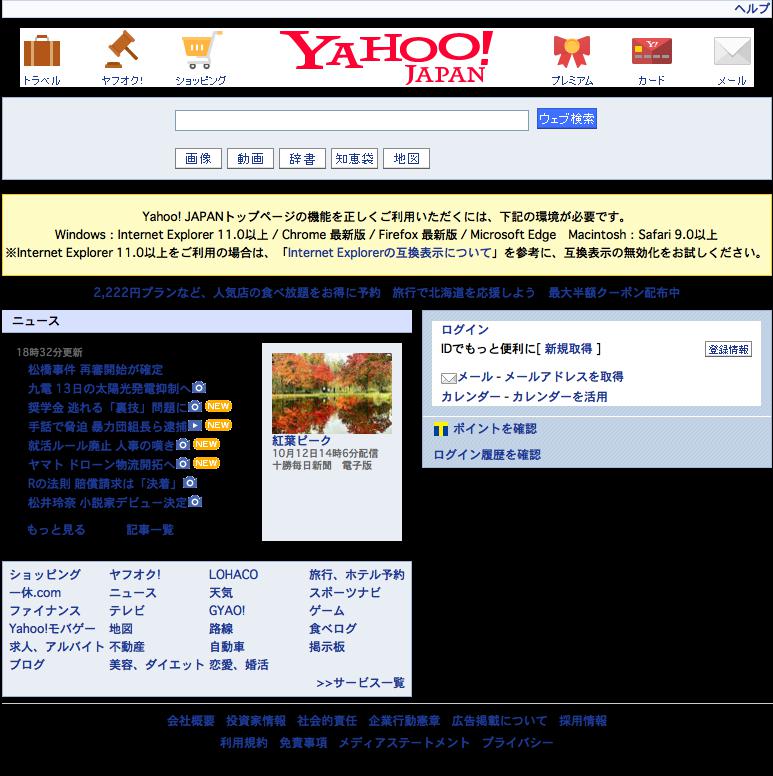 ヘルプ
トラベル ヤフオク! ショッピング YAHOO! JAPAN プレミアム カード メール
ウェブ検索
画像 動画 辞書 知恵袋 地図
Yahoo! JAPANトップページの機能を正しくご利用いただくには、下記の環境が必要です。
Windows：Internet Explorer 11.0以上 / Chrome 最新版 / Firefox 最新版 / Microsoft Edge　Macintosh：Safari 9.0以上
※Internet Explorer 11.0以上をご利用の場合は、「Internet Explorerの互換表示について」を参考に、互換表示の無効化をお試しください。
2,222円プランなど、人気店の食べ放題をお得に予約　旅行で北海道を応援しよう　最大半額クーポン配布中
ニュース
18時32分更新
松橋事件 再審開始が確定
九電 13日の太陽光発電抑制へ
奨学金 逃れる「裏技」問題に NEW
手話で脅迫 暴力団組長ら逮捕 NEW
就活ルール廃止 人事の嘆き NEW
ヤマト ドローン物流開拓へ NEW
Rの法則 賠償請求は「決着」
松井玲奈 小説家デビュー決定
もっと見る 記事一覧
紅葉ピーク
10月12日14時6分配信
十勝毎日新聞　電子版
ログイン
IDでもっと便利に[ 新規取得 ] 登録情報
メール - メールアドレスを取得
カレンダー - カレンダーを活用
ポイントを確認
ログイン履歴を確認
ショッピング ヤフオク! LOHACO 旅行、ホテル予約
一休.com ニュース 天気 スポーツナビ
ファイナンス テレビ GYAO! ゲーム
Yahoo!モバゲー 地図 路線 食べログ
求人、アルバイト 不動産 自動車 掲示板
ブログ 美容、ダイエット 恋愛、婚活
>>サービス一覧
会社概要　投資家情報　社会的責任　企業行動憲章　広告掲載について　採用情報
利用規約　免責事項　メディアステートメント　プライバシー